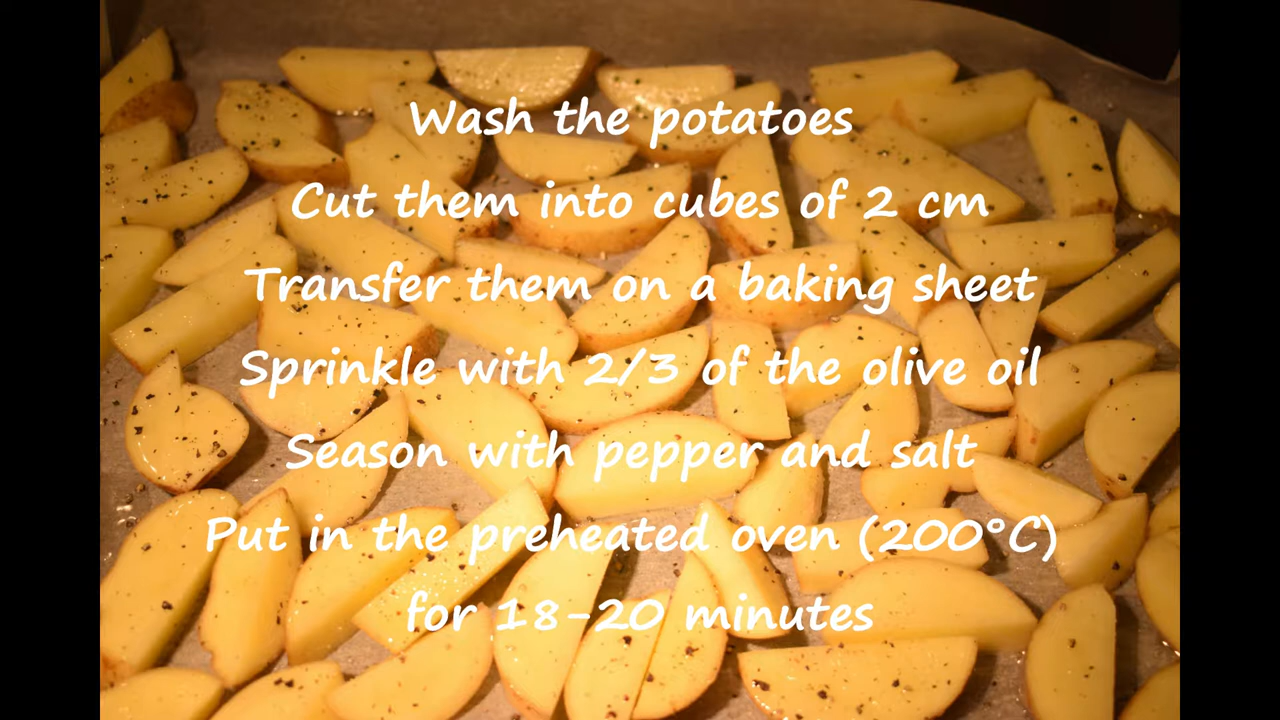 Wash the potatoes
Cut them into cubes of 2 cm
Transfer them on a baking sheet
Sprinkle with 2/3 of the olive oil
Season with pepper and salt
Put in the preheated oven (200°C)
for 18-20 minutes